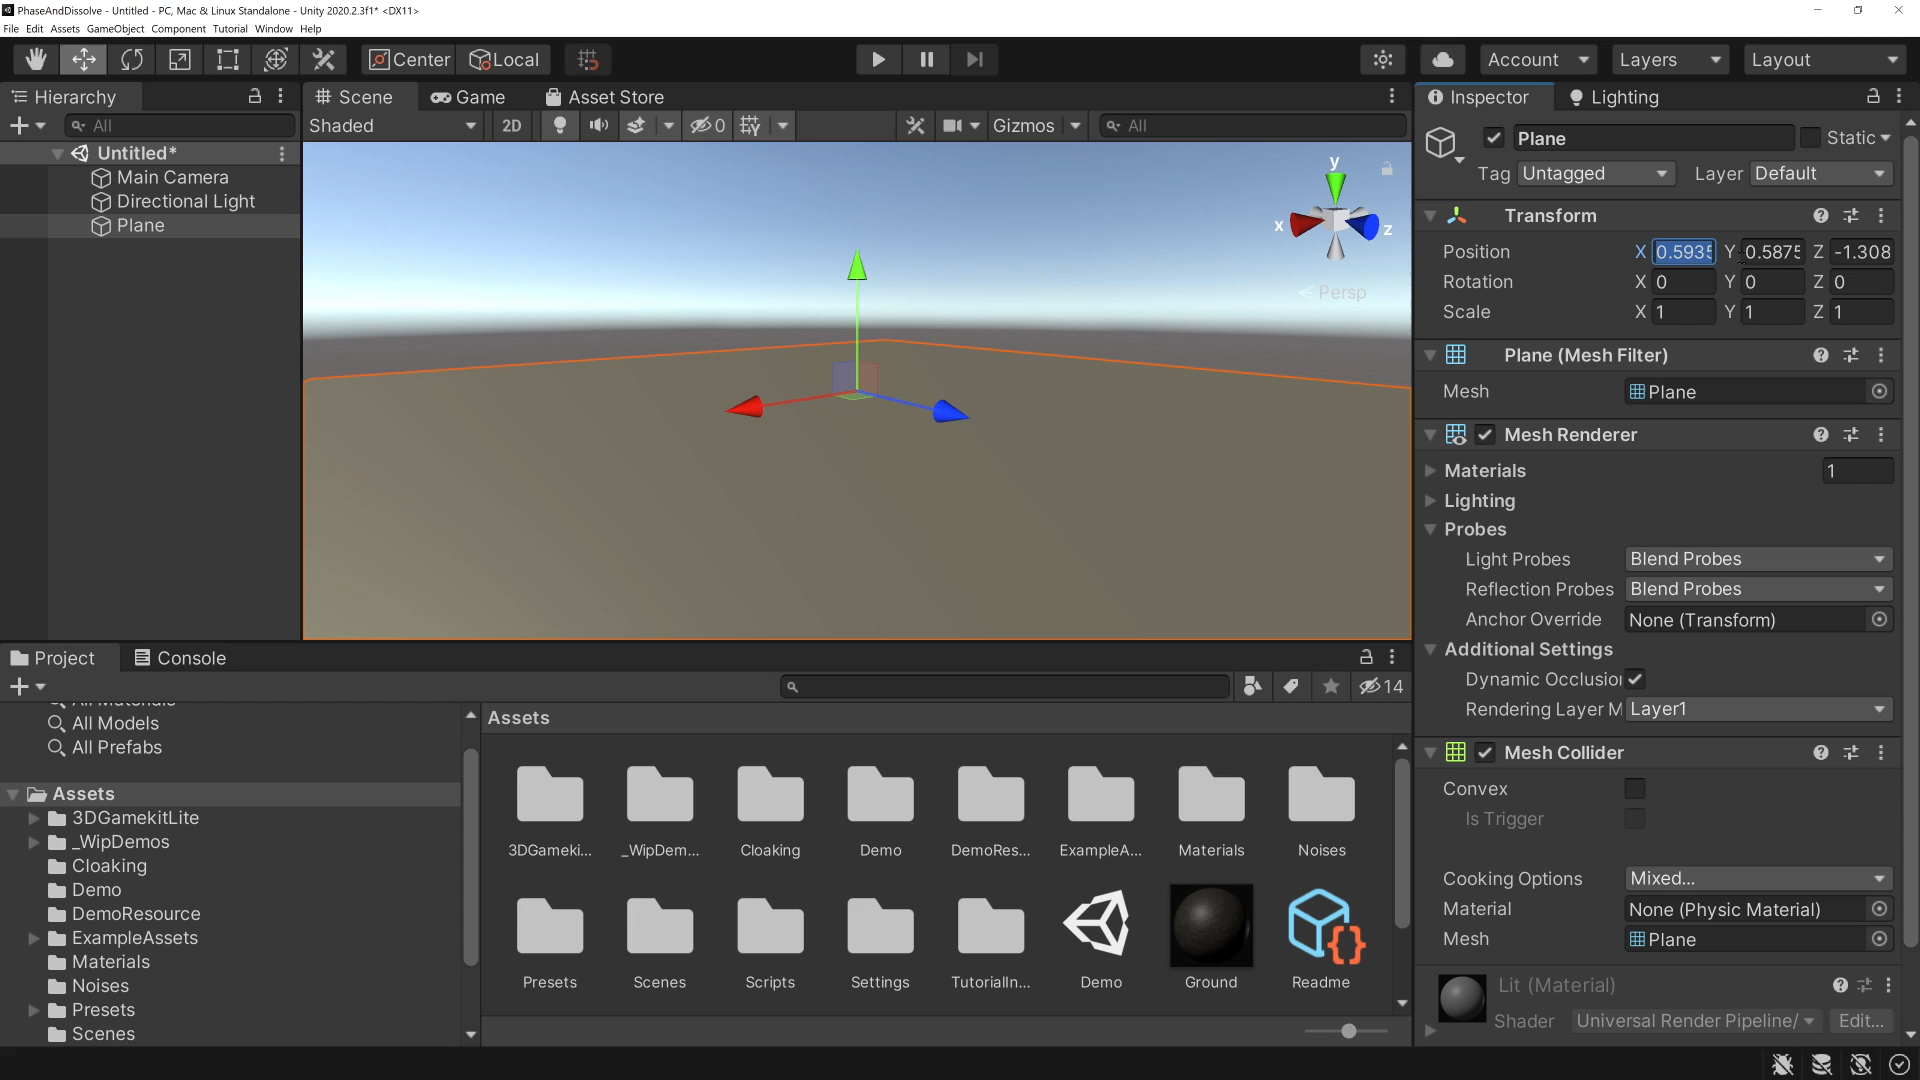 PhaseAndDissolve - Untitled - PC, Mac & Linux Standalone - Unity 2020.2.3f1* <DX11>
File Edit Assets GameObject Component Tutorial Window Help
Center Local
Account Layers Layout
Hierarchy
All
Untitled*
Main Camera
Directional Light
Plane
Scene Game Asset Store
Shaded 2D 0 Gizmos All
y
x z
Persp
Inspector Lighting
Plane Static
Tag Untagged Layer Default
Transform
Position X 0.5935 Y 0.5875 Z -1.308
Rotation X 0 Y 0 Z 0
Scale X 1 Y 1 Z 1
Plane (Mesh Filter)
Mesh Plane
Mesh Renderer
Materials 1
Lighting
Probes
Light Probes Blend Probes
Reflection Probes Blend Probes
Anchor Override None (Transform)
Additional Settings
Dynamic Occlusion
Rendering Layer M Layer1
Mesh Collider
Convex
Is Trigger
Cooking Options Mixed...
Material None (Physic Material)
Mesh Plane
Lit (Material)
Shader Universal Render Pipeline/ Edit...
Project Console
14
All Materials
All Models
All Prefabs
Assets
3DGamekitLite
_WipDemos
Cloaking
Demo
DemoResource
ExampleAssets
Materials
Noises
Presets
Scenes
Assets
3DGameki... _WipDem... Cloaking Demo DemoRes... ExampleA... Materials Noises
Presets Scenes Scripts Settings TutorialIn... Demo Ground Readme